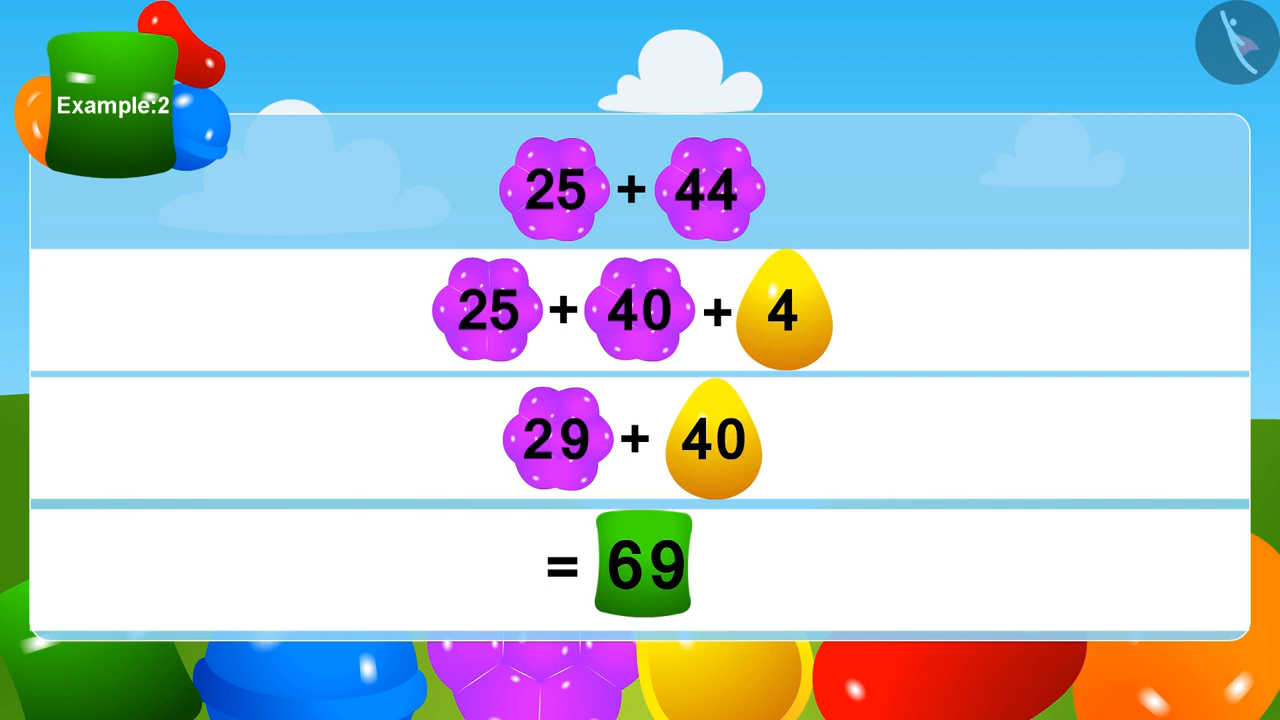 Example:2
25 + 44
25 + 40 + 4
29 + 40
= 69